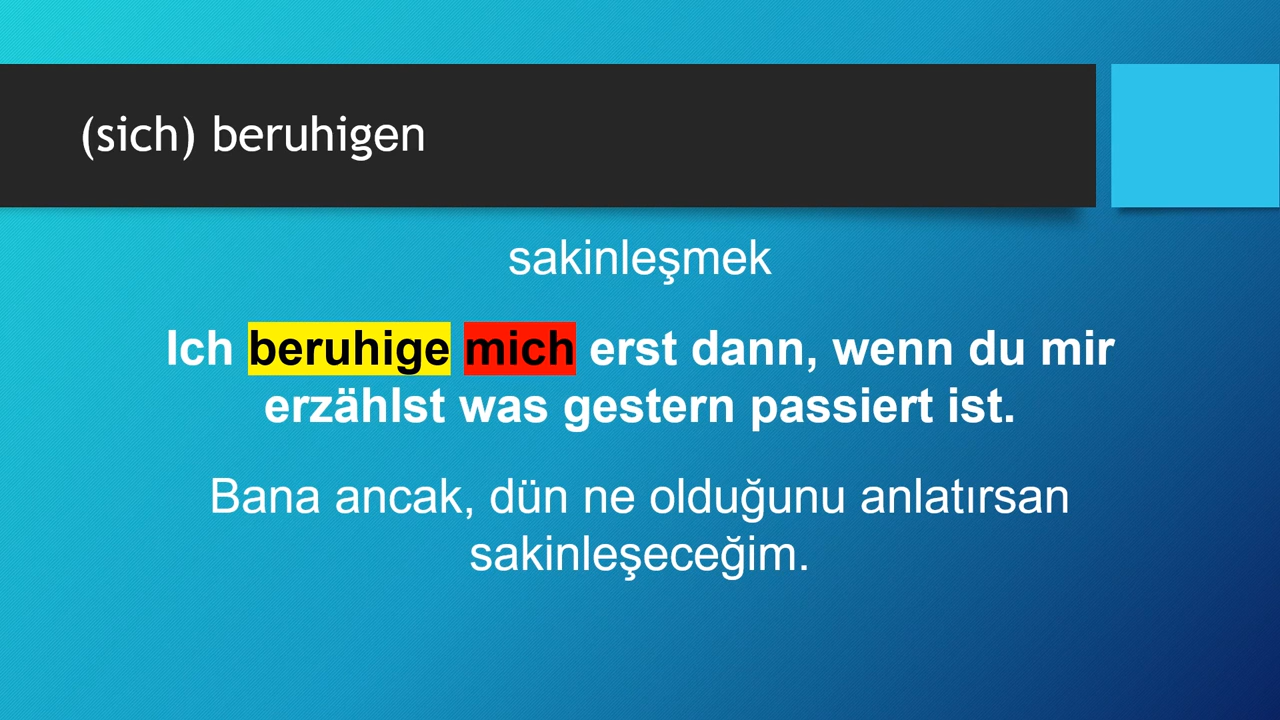 (sich) beruhigen
sakinleşmek
Ich beruhige mich erst dann, wenn du mir
erzählst was gestern passiert ist.
Bana ancak, dün ne olduğunu anlatırsan
sakinleşeceğim.